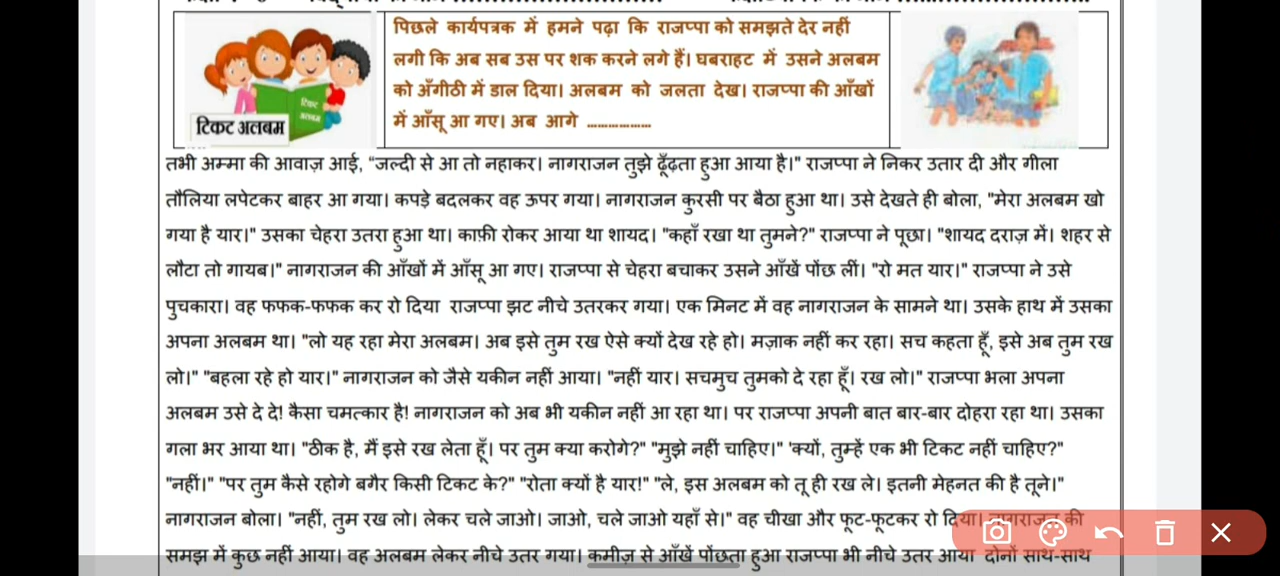 पिछले कार्यपत्रक में हमने पढ़ा कि राजप्पा को समझते देर नहीं
लगी कि अब सब उस पर शक करने लगे हैं। घबराहट में उसने अलबम
को अँगीठी में डाल दिया। अलबम को जलता देख। राजप्पा की आँखों
में आँसू आ गए। अब आगे ................
टिकट
अलबम
टिकट अलबम
तभी अम्मा की आवाज़ आई, “जल्दी से आ तो नहाकर। नागराजन तुझे ढूँढ़ता हुआ आया है।" राजप्पा ने निकर उतार दी और गीला
तौलिया लपेटकर बाहर आ गया। कपड़े बदलकर वह ऊपर गया। नागराजन कुरसी पर बैठा हुआ था। उसे देखते ही बोला, "मेरा अलबम खो
गया है यार।" उसका चेहरा उतरा हुआ था। काफ़ी रोकर आया था शायद। "कहाँ रखा था तुमने?" राजप्पा ने पूछा। "शायद दराज़ में। शहर से
लौटा तो गायब।" नागराजन की आँखों में आँसू आ गए। राजप्पा से चेहरा बचाकर उसने आँखें पोंछ लीं। "रो मत यार।" राजप्पा ने उसे
पुचकारा। वह फफक-फफक कर रो दिया राजप्पा झट नीचे उतरकर गया। एक मिनट में वह नागराजन के सामने था। उसके हाथ में उसका
अपना अलबम था। "लो यह रहा मेरा अलबम। अब इसे तुम रख ऐसे क्यों देख रहे हो। मज़ाक नहीं कर रहा। सच कहता हूँ, इसे अब तुम रख
लो।" "बहला रहे हो यार।" नागराजन को जैसे यकीन नहीं आया। "नहीं यार। सचमुच तुमको दे रहा हूँ। रख लो।" राजप्पा भला अपना
अलबम उसे दे दे! कैसा चमत्कार है! नागराजन को अब भी यकीन नहीं आ रहा था। पर राजप्पा अपनी बात बार-बार दोहरा रहा था। उसका
गला भर आया था। "ठीक है, मैं इसे रख लेता हूँ। पर तुम क्या करोगे?" "मुझे नहीं चाहिए।" 'क्यों, तुम्हें एक भी टिकट नहीं चाहिए?"
"नहीं।" "पर तुम कैसे रहोगे बगैर किसी टिकट के?" "रोता क्यों है यार!" "ले, इस अलबम को तू ही रख ले। इतनी मेहनत की है तूने।"
नागराजन बोला। "नहीं, तुम रख लो। लेकर चले जाओ। जाओ, चले जाओ यहाँ से।" वह चीखा और फूट-फूटकर रो दिया। नागराजन की
समझ में कुछ नहीं आया। वह अलबम लेकर नीचे उतर गया। कमीज़ से आँखें पोंछता हुआ राजप्पा भी नीचे उतर आया दोनों साथ-साथ